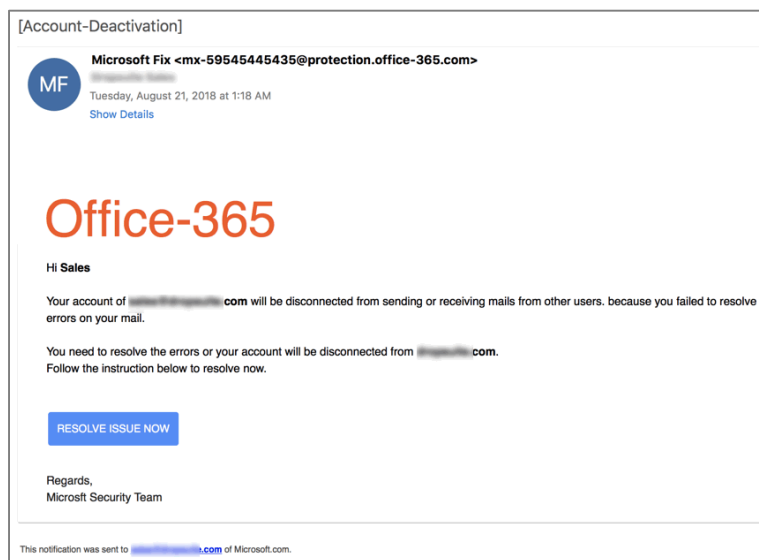 [Account-Deactivation]
MF
Microsoft Fix <mx-59545445435@protection.office-365.com>
Tuesday, August 21, 2018 at 1:18 AM
Show Details
Office-365
Hi Sales
Your account of .com will be disconnected from sending or receiving mails from other users. because you failed to resolve
errors on your mail.
You need to resolve the errors or your account will be disconnected from com.
Follow the instruction below to resolve now.
RESOLVE ISSUE NOW
Regards,
Microsft Security Team
This notification was sent to .com of Microsoft.com.